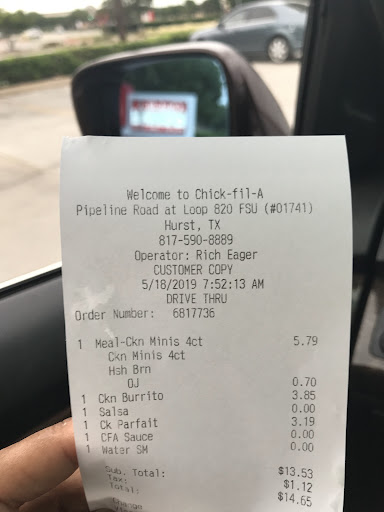 Welcome to Chick-fil-A
Pipeline Road at Loop 820 FSU (#01741)
Hurst, TX
817-590-8889
Operator: Rich Eager
CUSTOMER COPY
5/18/2019 7:52:13 AM
DRIVE THRU
Order Number: 6817736
1 Meal-Ckn Minis 4ct 5.79
Ckn Minis 4ct
Hsh Brn
OJ 0.70
1 Ckn Burrito 3.85
1 Salsa 0.00
1 Ck Parfait 3.19
1 CFA Sauce 0.00
1 Water SM 0.00
Sub. Total: $13.53
Tax: $1.12
Total: $14.65
Change